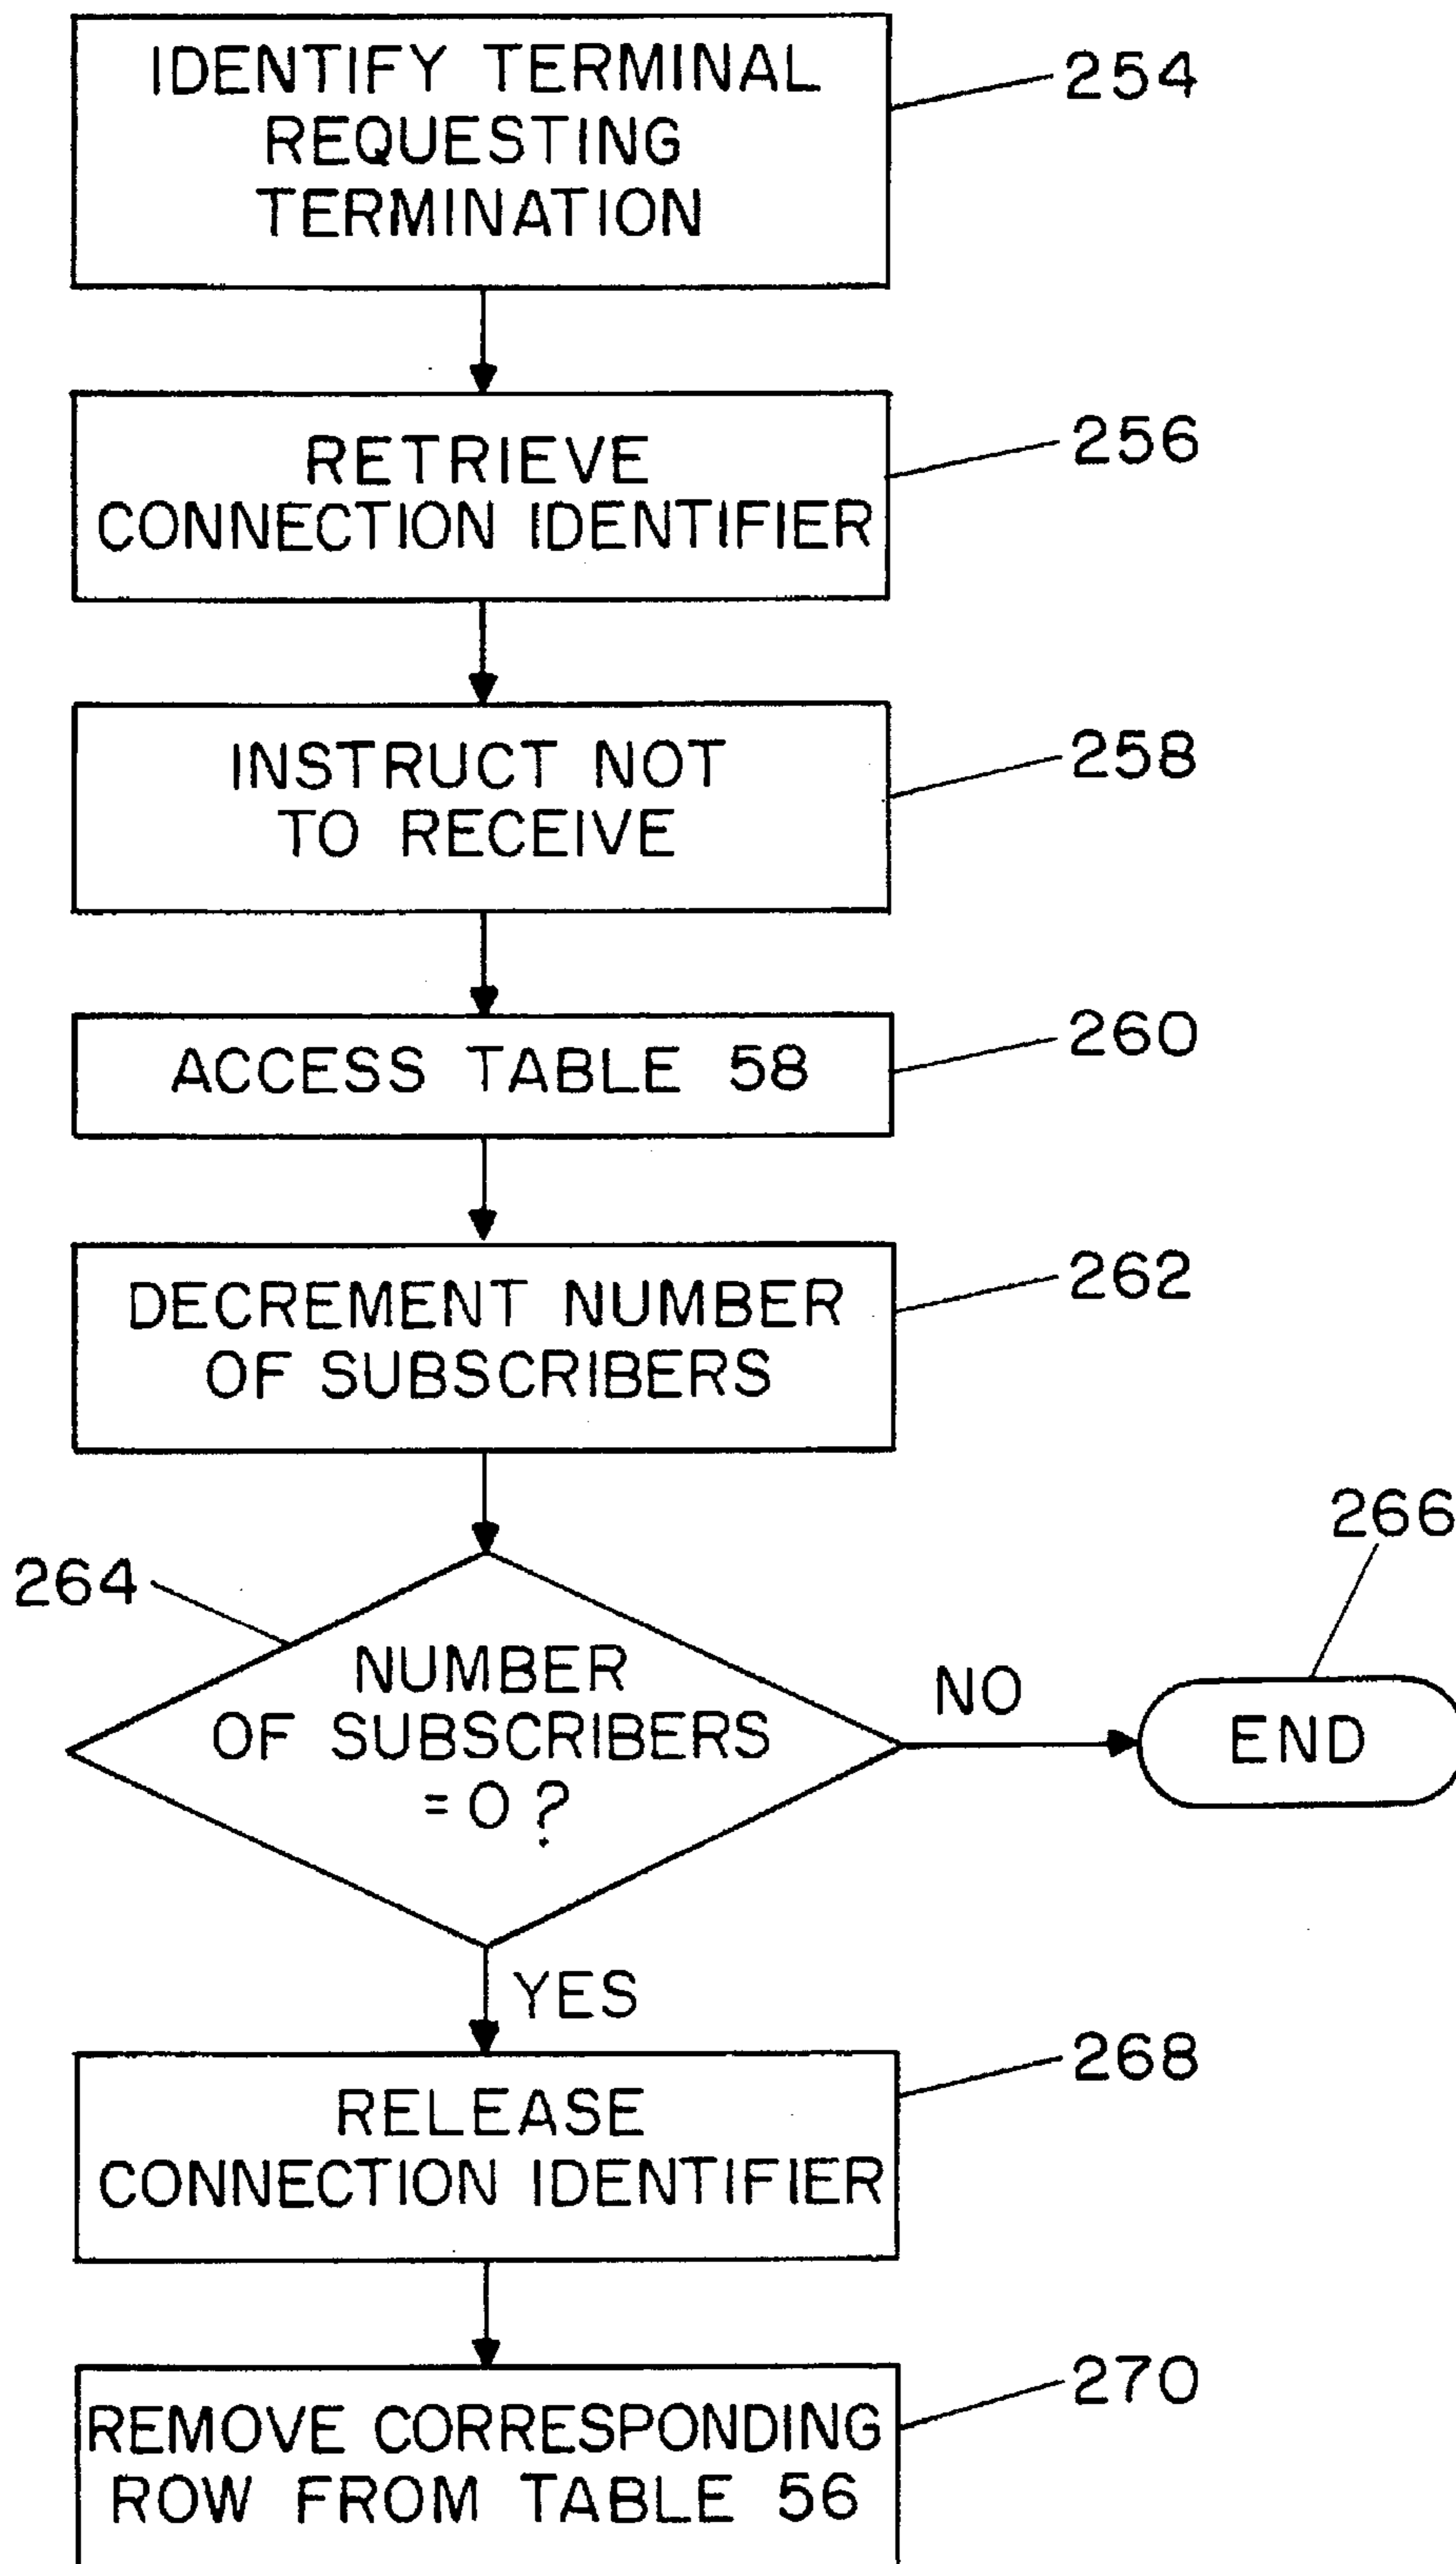 IDENTIFY TERMINAL
REQUESTING
TERMINATION
254
RETRIEVE
CONNECTION IDENTIFIER
256
INSTRUCT NOT
TO RECEIVE
258
ACCESS TABLE 58
260
DECREMENT NUMBER
OF SUBSCRIBERS
262
264
NUMBER
OF SUBSCRIBERS
=0?
NO
266
END
YES
RELEASE
CONNECTION IDENTIFIER
268
REMOVE CORRESPONDING
ROW FROM TABLE 56
270